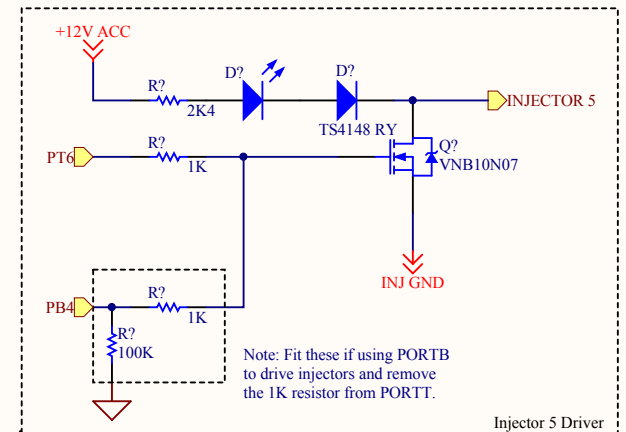 +12V ACC
R?
2K4
D?
D?
TS4148 RY
INJECTOR 5
PT6
R?
1K
Q?
VNB10N07
INJ GND
PB4
R?
1K
R?
100K
Note: Fit these if using PORTB
to drive injectors and remove
the 1K resistor from PORTT.
Injector 5 Driver